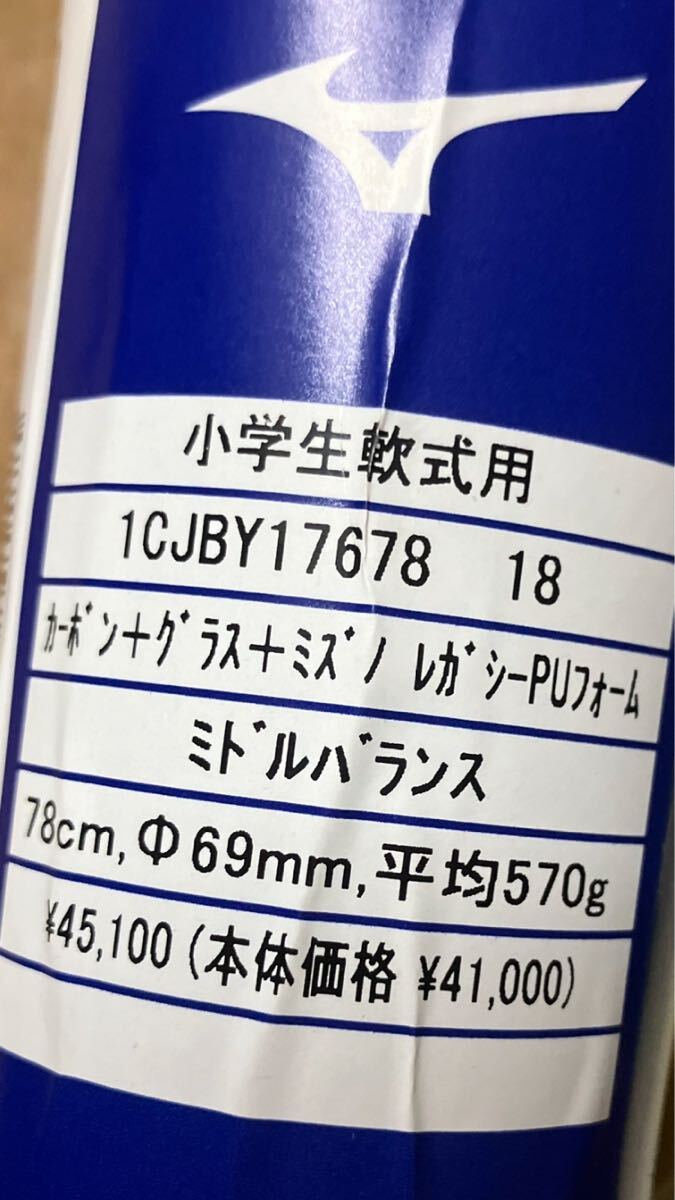 小学生軟式用
1CJBY17678 18
ｶｰﾎﾞﾝ＋ｸﾞﾗｽ＋ﾐｽﾞﾉ ﾚｶﾞｼｰPUﾌｫｰﾑ
ﾐﾄﾞﾙﾊﾞﾗﾝｽ
78cm,Φ69mm,平均570g
¥45,100(本体価格 ¥41,000)